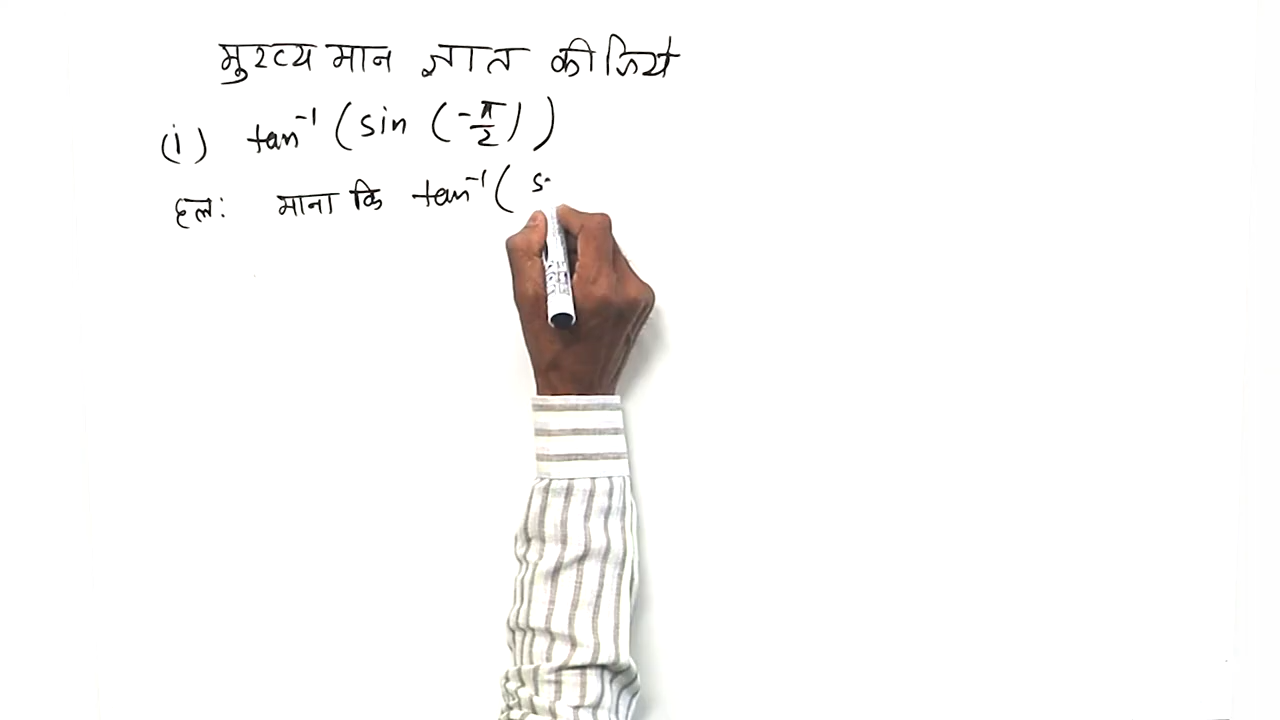 मुख्य मान ज्ञात कीजिये
(i) tan⁻¹ (sin (-π/2))
हलः माना कि tan⁻¹ (